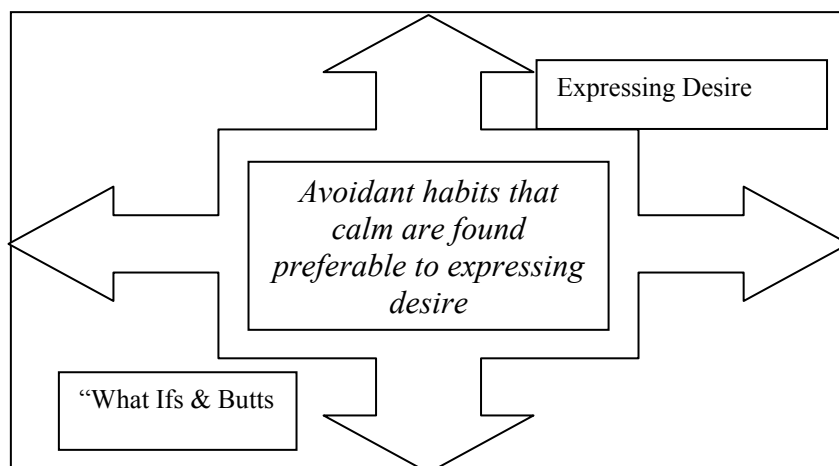 Expressing Desire
Avoidant habits that
calm are found
preferable to expressing
desire
“What Ifs & Butts